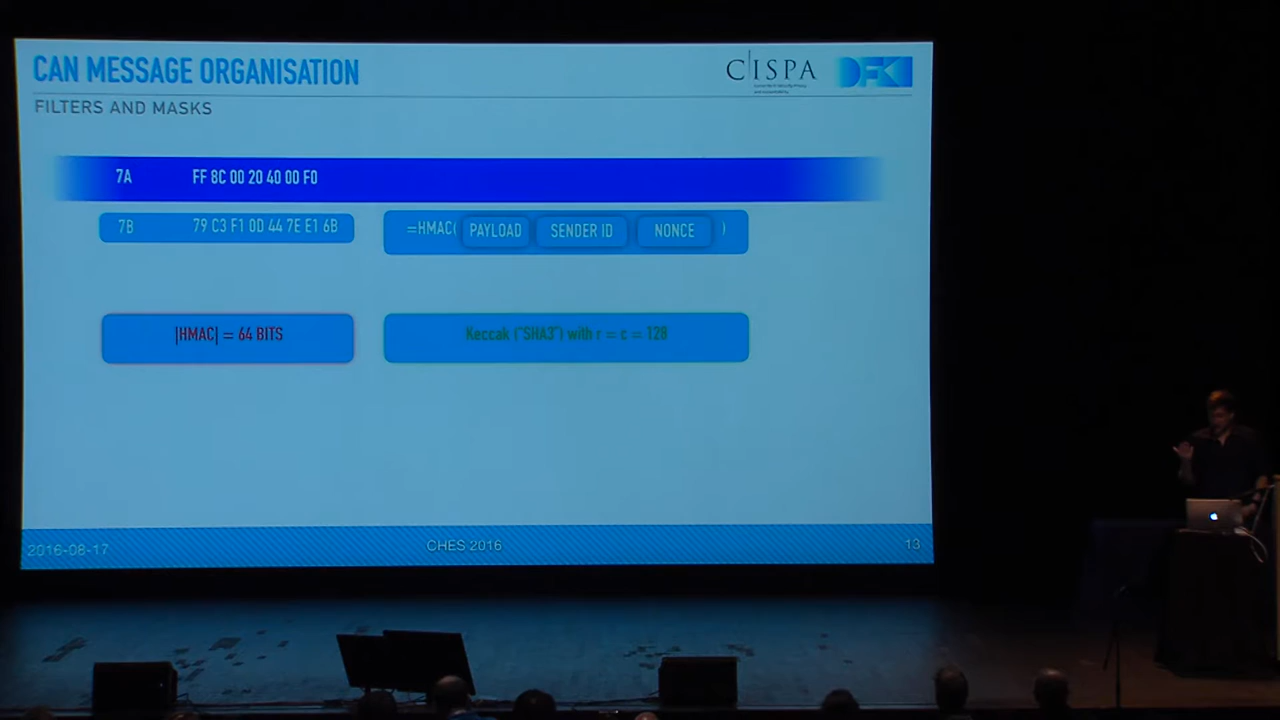 CAN MESSAGE ORGANISATION
CISPA
DFKI
FILTERS AND MASKS
7A FF 8C 00 20 40 00 F0
7B 79 C3 F1 0D 44 7E E1 6B =HMAC( PAYLOAD SENDER ID NONCE )
|HMAC| = 64 BITS
Keccak ("SHA3") with r = c = 128
2016-08-17
CHES 2016
13